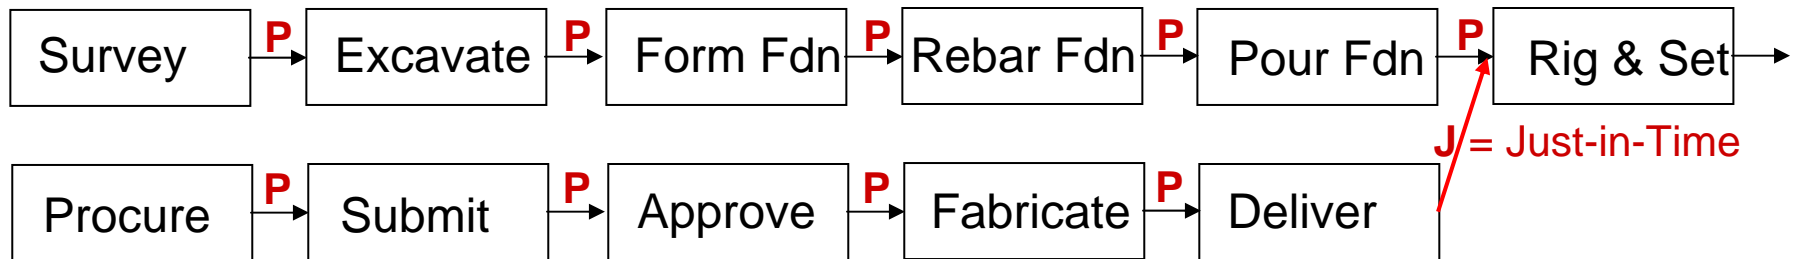 P P P P P
Survey Excavate Form Fdn Rebar Fdn Pour Fdn Rig & Set
J = Just-in-Time
P P P P
Procure Submit Approve Fabricate Deliver